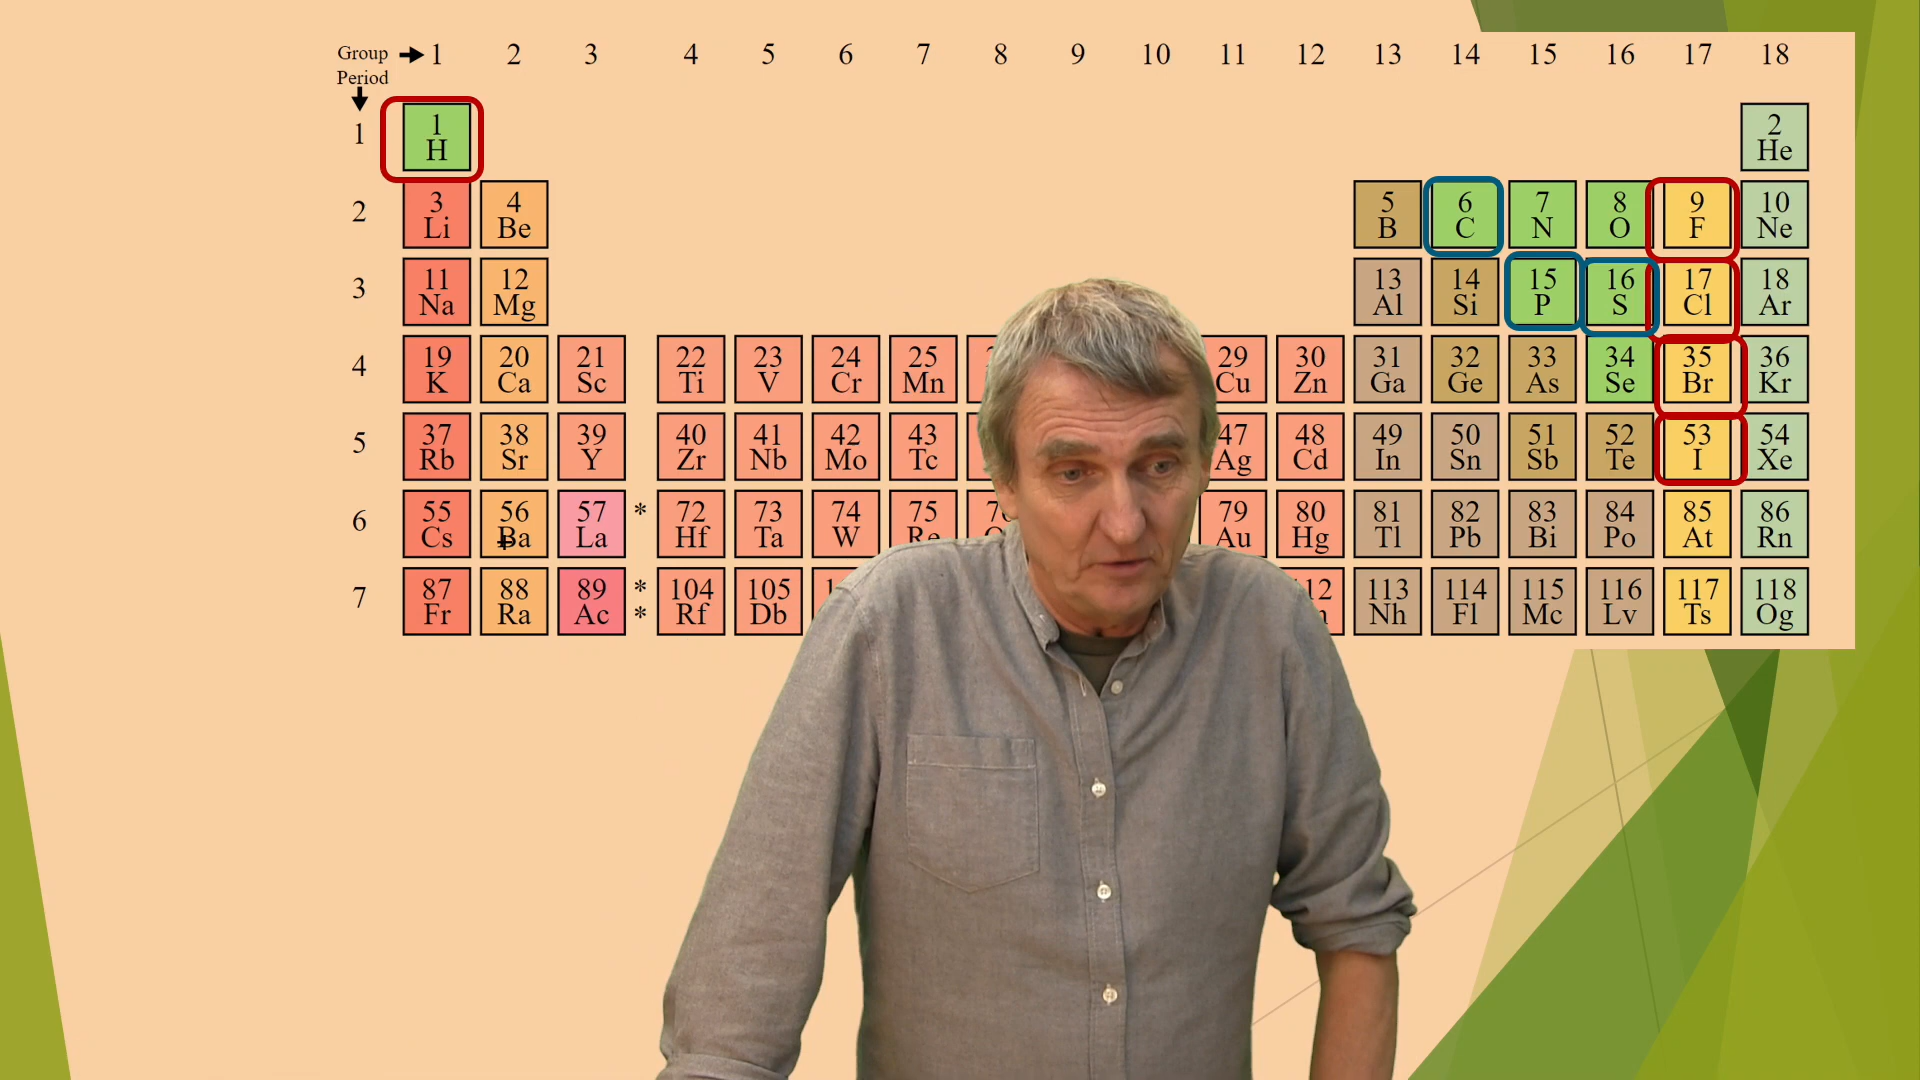 Group 1 2 3 4 5 6 7 8 9 10 11 12 13 14 15 16 17 18
Period
1 1 2
H He
2 3 4 5 6 7 8 9 10
Li Be B C N O F Ne
3 11 12 13 14 15 16 17 18
Na Mg Al Si P S Cl Ar
4 19 20 21 22 23 24 25 29 30 31 32 33 34 35 36
K Ca Sc Ti V Cr Mn Cu Zn Ga Ge As Se Br Kr
5 37 38 39 40 41 42 43 47 48 49 50 51 52 53 54
Rb Sr Y Zr Nb Mo Tc Ag Cd In Sn Sb Te I Xe
6 55 56 57 * 72 73 74 75 79 80 81 82 83 84 85 86
Cs Ba La Hf Ta W Re Au Hg Tl Pb Bi Po At Rn
7 87 88 89 * 104 105 113 114 115 116 117 118
Fr Ra Ac * Rf Db Nh Fl Mc Lv Ts Og